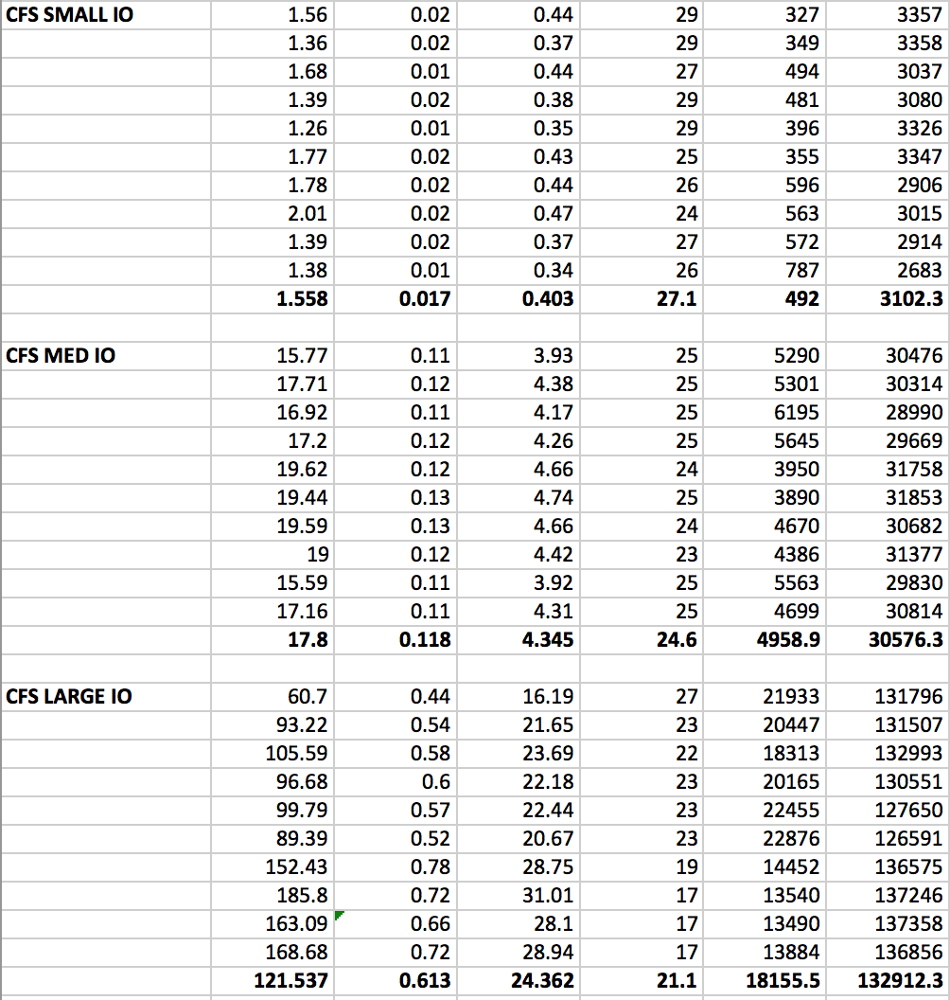 CFS SMALL IO 1.56 0.02 0.44 29 327 3357
1.36 0.02 0.37 29 349 3358
1.68 0.01 0.44 27 494 3037
1.39 0.02 0.38 29 481 3080
1.26 0.01 0.35 29 396 3326
1.77 0.02 0.43 25 355 3347
1.78 0.02 0.44 26 596 2906
2.01 0.02 0.47 24 563 3015
1.39 0.02 0.37 27 572 2914
1.38 0.01 0.34 26 787 2683
1.558 0.017 0.403 27.1 492 3102.3
CFS MED IO 15.77 0.11 3.93 25 5290 30476
17.71 0.12 4.38 25 5301 30314
16.92 0.11 4.17 25 6195 28990
17.2 0.12 4.26 25 5645 29669
19.62 0.12 4.66 24 3950 31758
19.44 0.13 4.74 25 3890 31853
19.59 0.13 4.66 24 4670 30682
19 0.12 4.42 23 4386 31377
15.59 0.11 3.92 25 5563 29830
17.16 0.11 4.31 25 4699 30814
17.8 0.118 4.345 24.6 4958.9 30576.3
CFS LARGE IO 60.7 0.44 16.19 27 21933 131796
93.22 0.54 21.65 23 20447 131507
105.59 0.58 23.69 22 18313 132993
96.68 0.6 22.18 23 20165 130551
99.79 0.57 22.44 23 22455 127650
89.39 0.52 20.67 23 22876 126591
152.43 0.78 28.75 19 14452 136575
185.8 0.72 31.01 17 13540 137246
163.09 0.66 28.1 17 13490 137358
168.68 0.72 28.94 17 13884 136856
121.537 0.613 24.362 21.1 18155.5 132912.3